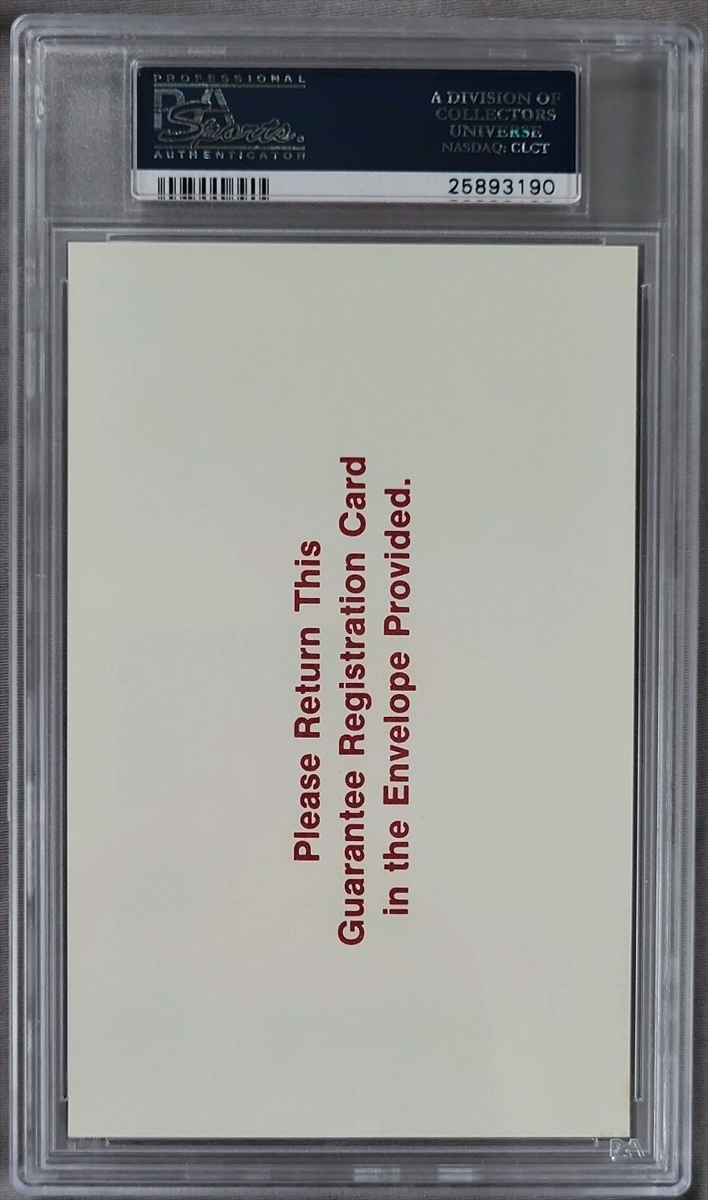 PROFESSIONAL
PSA
Sports.
AUTHENTICATOR
A DIVISION OF
COLLECTORS
UNIVERSE
NASDAQ: CLCT
25893190
Please Return This
Guarantee Registration Card
in the Envelope Provided.
PSA